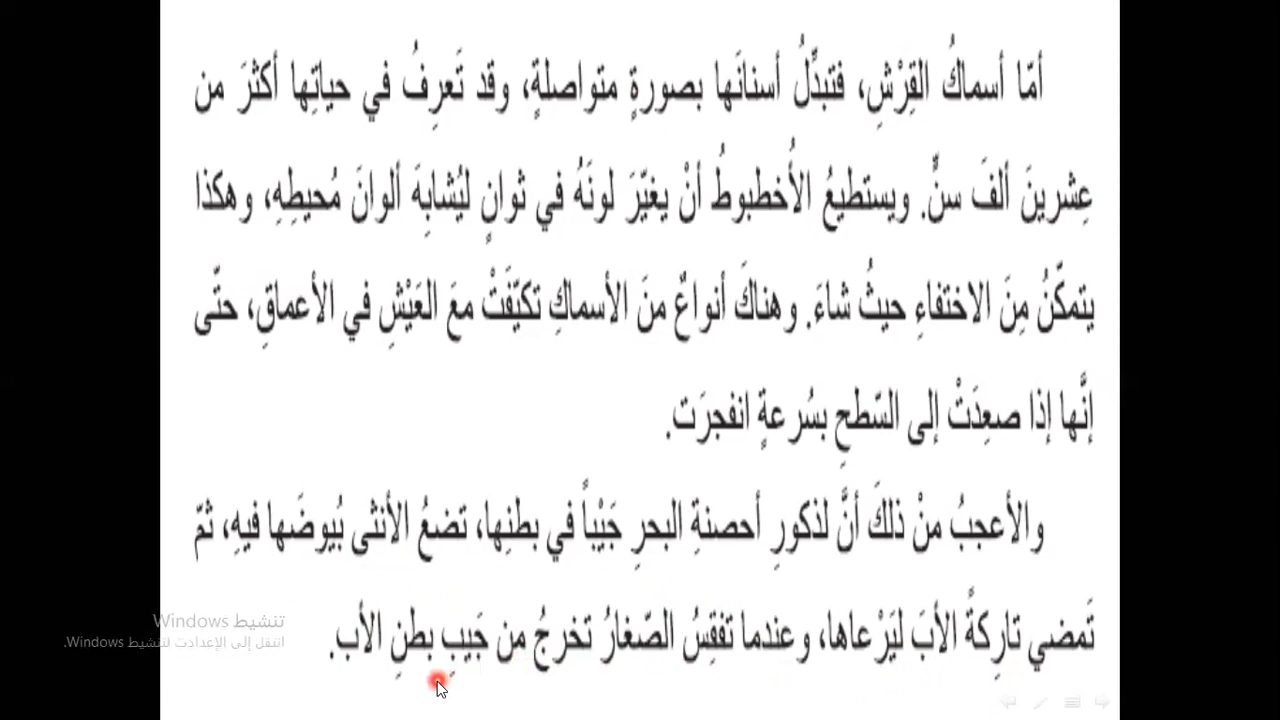 أمّا أسماكُ القِرْشِ، فتبدِّلُ أسنانَها بصورةٍ متواصلةٍ، وقد تَعرِفُ في حياتِها أكثرَ من
عِشرينَ ألفَ سنٍّ. ويستطيعُ الأُخطبوطُ أنْ يغيّرَ لونَهُ في ثوانٍ ليُشابِهَ ألوانَ مُحيطِهِ، وهكذا
يتمكّنُ مِنَ الاختفاءِ حيثُ شاءَ. وهناكَ أنواعٌ منَ الأسماكِ تكيّفَتْ معَ العَيْشِ في الأعماقِ، حتّى
إنَّها إذا صعِدَتْ إلى السّطحِ بسُرعةٍ انفجرَت.
والأعجبُ منْ ذلكَ أنَّ لذكورِ أحصنةِ البحرِ جَيْباً في بطنِها، تضعُ الأنثى بُيوضَها فيهِ، ثمّ
تَمضي تارِكةً الأبَ ليَرْعاها، وعندما تفقِسُ الصّغارُ تخرجُ من جَيبِ بطنِ الأب.
تنشيط Windows
انتقل إلى الإعدادات لتنشيط Windows.